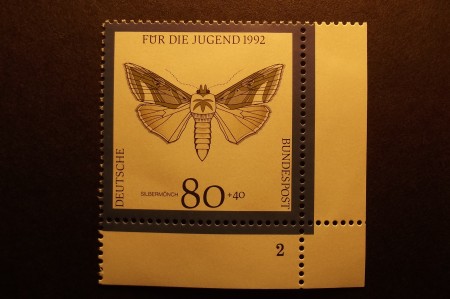 FÜR DIE JUGEND 1992
DEUTSCHE
BUNDESPOST
SILBERMÖNCH
80 +40
2